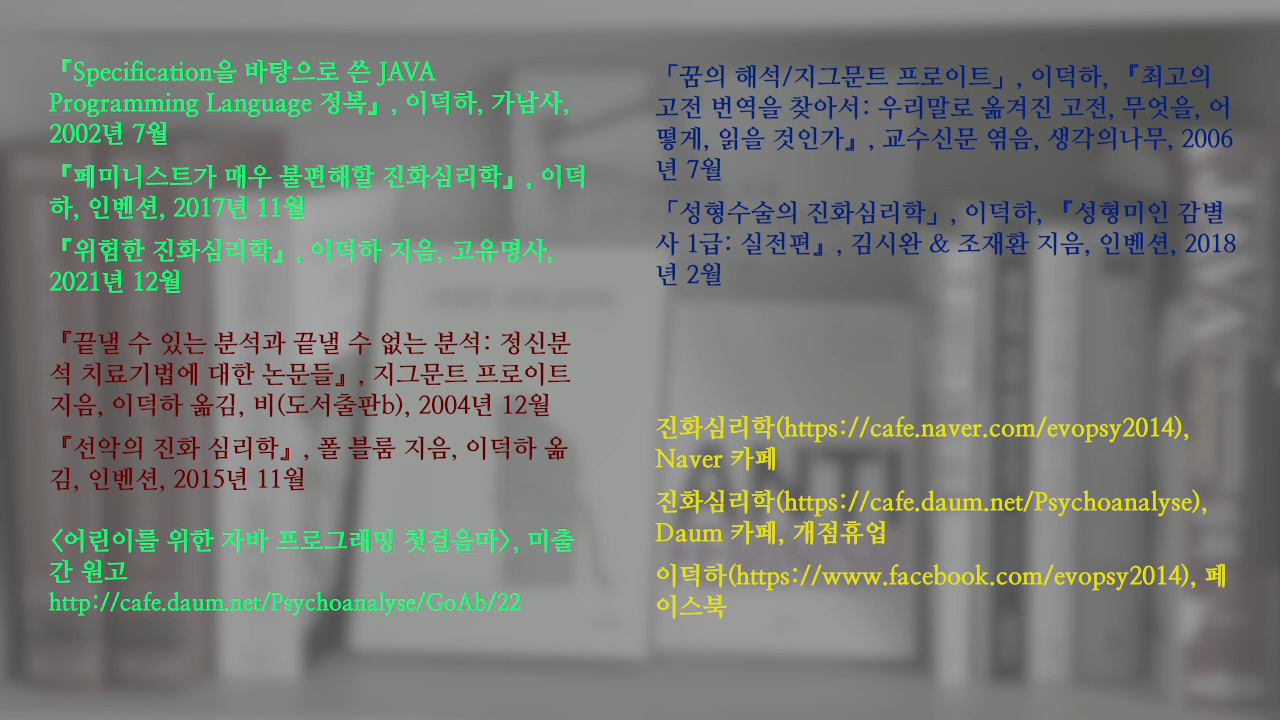 『Specification을 바탕으로 쓴 JAVA
Programming Language 정복』, 이덕하, 가남사,
2002년 7월
『페미니스트가 매우 불편해할 진화심리학』, 이덕
하, 인벤션, 2017년 11월
『위험한 진화심리학』, 이덕하 지음, 고유명사,
2021년 12월
『끝낼 수 있는 분석과 끝낼 수 없는 분석: 정신분
석 치료기법에 대한 논문들』, 지그문트 프로이트
지음, 이덕하 옮김, 비(도서출판b), 2004년 12월
『선악의 진화 심리학』, 폴 블룸 지음, 이덕하 옮
김, 인벤션, 2015년 11월
〈어린이를 위한 자바 프로그래밍 첫걸음마〉, 미출
간 원고
http://cafe.daum.net/Psychoanalyse/GoAb/22
「꿈의 해석/지그문트 프로이트」, 이덕하, 『최고의
고전 번역을 찾아서: 우리말로 옮겨진 고전, 무엇을, 어
떻게, 읽을 것인가』, 교수신문 엮음, 생각의나무, 2006
년 7월
「성형수술의 진화심리학」, 이덕하, 『성형미인 감별
사 1급: 실전편』, 김시완 & 조재환 지음, 인벤션, 2018
년 2월
진화심리학(https://cafe.naver.com/evopsy2014),
Naver 카페
진화심리학(https://cafe.daum.net/Psychoanalyse),
Daum 카페, 개점휴업
이덕하(https://www.facebook.com/evopsy2014), 페
이스북